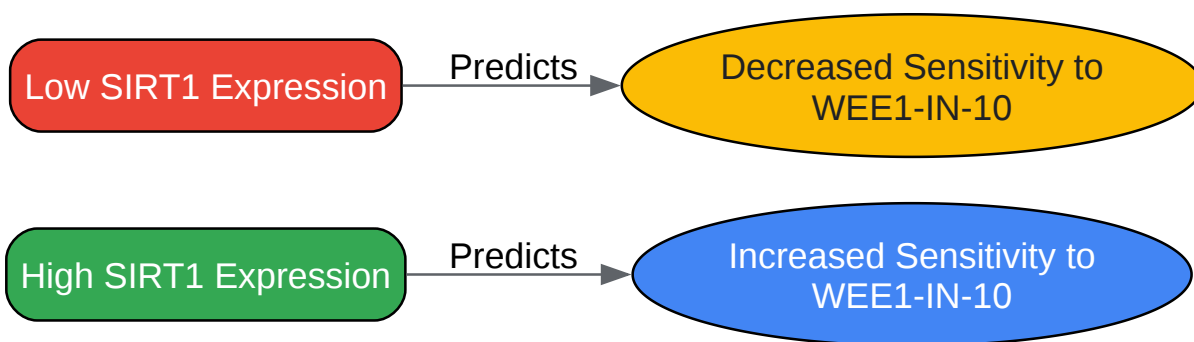 Low SIRT1 Expression
Predicts
Decreased Sensitivity to
WEE1-IN-10
High SIRT1 Expression
Predicts
Increased Sensitivity to
WEE1-IN-10